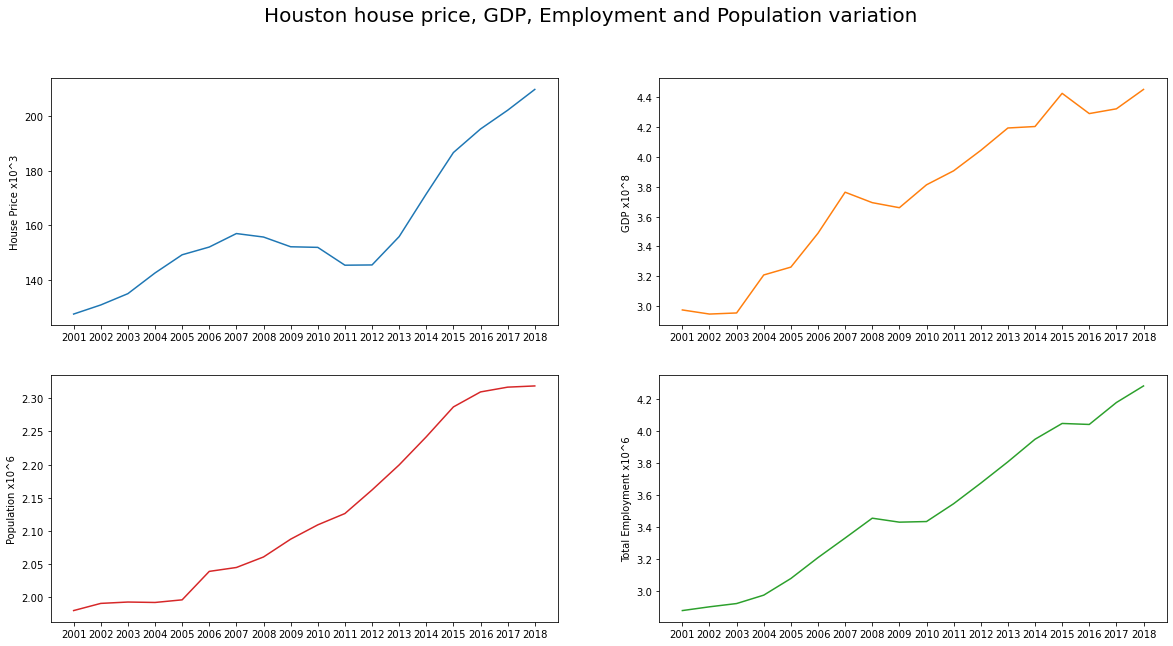 Houston house price, GDP, Employment and Population variation
House Price x10^3
200
180
160
140
2001 2002 2003 2004 2005 2006 2007 2008 2009 2010 2011 2012 2013 2014 2015 2016 2017 2018
GDP x10^8
4.4
4.2
4.0
3.8
3.6
3.4
3.2
3.0
2001 2002 2003 2004 2005 2006 2007 2008 2009 2010 2011 2012 2013 2014 2015 2016 2017 2018
Population x10^6
2.30
2.25
2.20
2.15
2.10
2.05
2.00
2001 2002 2003 2004 2005 2006 2007 2008 2009 2010 2011 2012 2013 2014 2015 2016 2017 2018
Total Employment x10^6
4.2
4.0
3.8
3.6
3.4
3.2
3.0
2001 2002 2003 2004 2005 2006 2007 2008 2009 2010 2011 2012 2013 2014 2015 2016 2017 2018